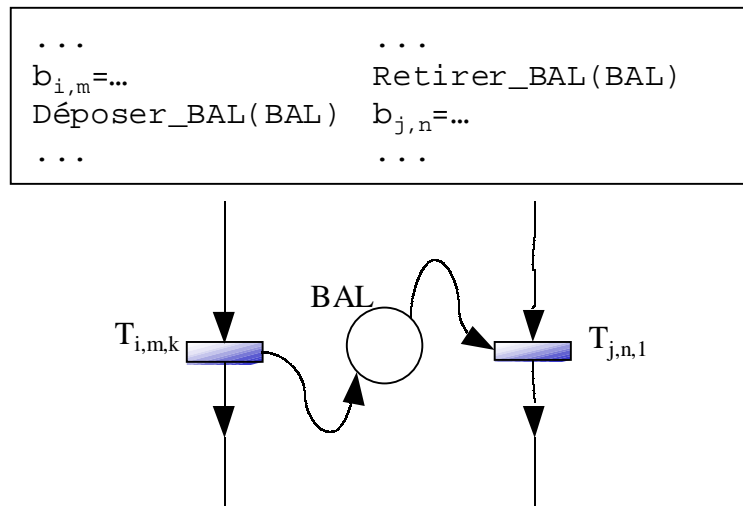 ... ...
b_{i,m}=… Retirer_BAL(BAL)
Déposer_BAL(BAL) b_{j,n}=…
... ...
BAL
T_{i,m,k}
T_{j,n,1}